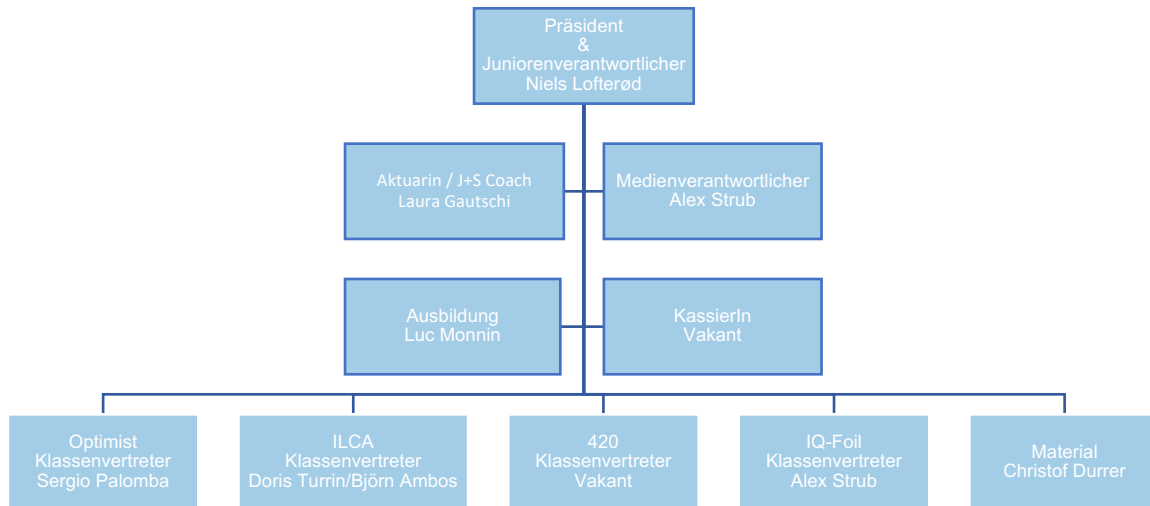 Präsident
&
Juniorenverantwortlicher
Niels Lofterød
Aktuarin / J+S Coach
Laura Gautschi
Medienverantwortlicher
Alex Strub
Ausbildung
Luc Monnin
KassierIn
Vakant
Optimist
Klassenvertreter
Sergio Palomba
ILCA
Klassenvertreter
Doris Turrin/Björn Ambos
420
Klassenvertreter
Vakant
IQ-Foil
Klassenvertreter
Alex Strub
Material
Christof Durrer